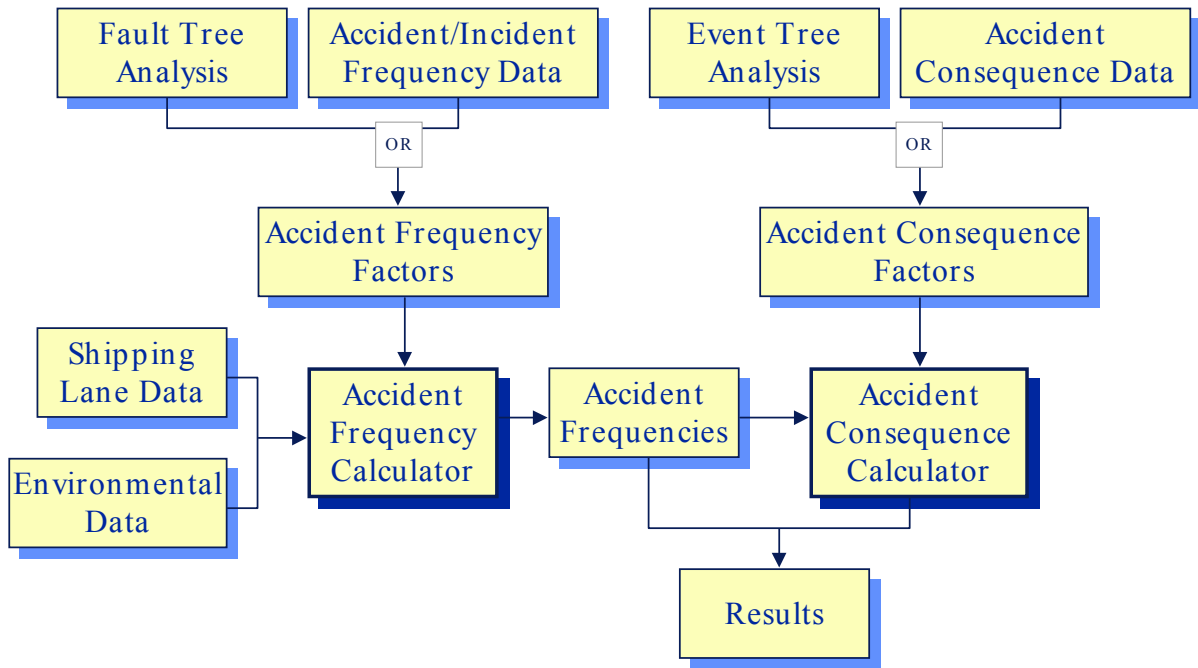 Fault Tree
Analysis
Accident/Incident
Frequency Data
Event Tree
Analysis
Accident
Consequence Data
OR
OR
Accident Frequency
Factors
Accident Consequence
Factors
Shipping
Lane Data
Environmental
Data
Accident
Frequency
Calculator
Accident
Frequencies
Accident
Consequence
Calculator
Results